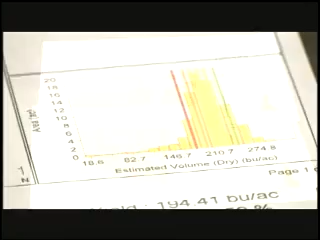 20
18
16
14
12
10
8
6
4
2
0
18.6 82.7 146.7 210.7 274.8
Estimated Volume (Dry) (bu/ac)
1
N
Page 1
194.41 bu/ac
%